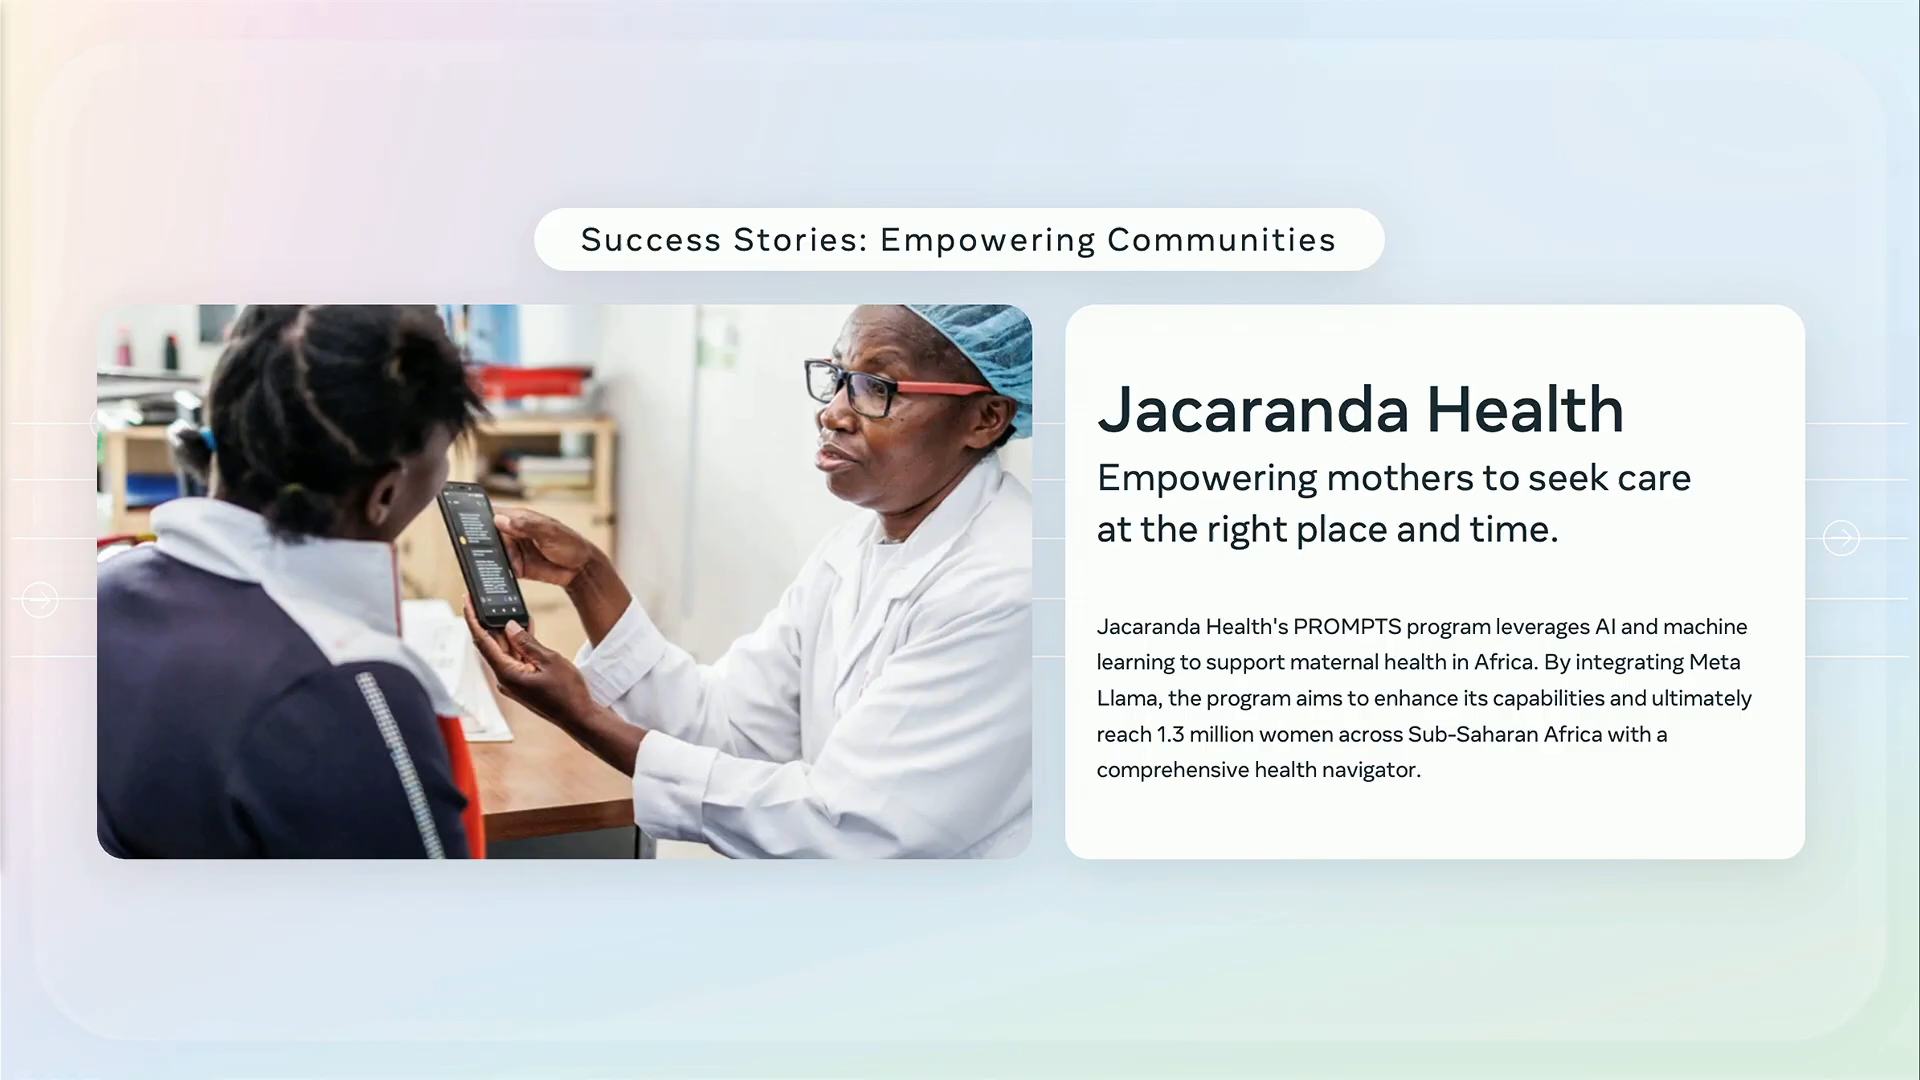 Success Stories: Empowering Communities
Jacaranda Health
Empowering mothers to seek care
at the right place and time.
Jacaranda Health's PROMPTS program leverages AI and machine
learning to support maternal health in Africa. By integrating Meta
Llama, the program aims to enhance its capabilities and ultimately
reach 1.3 million women across Sub-Saharan Africa with a
comprehensive health navigator.